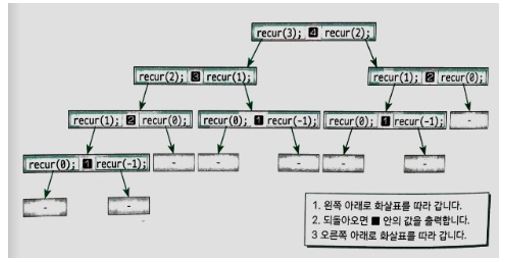 recur(3); 4 recur(2);
recur(2); 3 recur(1);
recur(1); 2 recur(0);
recur(1); 2 recur(0);
recur(0); 1 recur(-1);
recur(0); 1 recur(-1);
-
recur(0); 1 recur(-1);
-
-
-
-
-
-
-
1. 왼쪽 아래로 화살표를 따라 갑니다.
2. 되돌아오면 ■ 안의 값을 출력합니다.
3 오른쪽 아래로 화살표를 따라 갑니다.